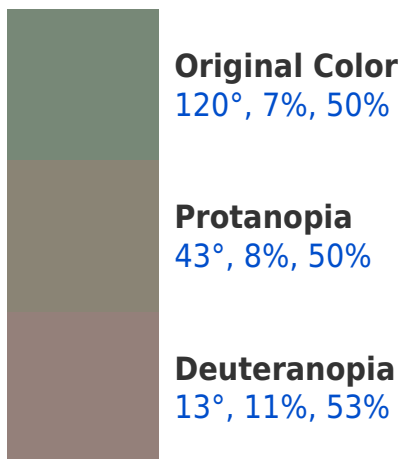 Original Color
120°, 7%, 50%
Protanopia
43°, 8%, 50%
Deuteranopia
13°, 11%, 53%